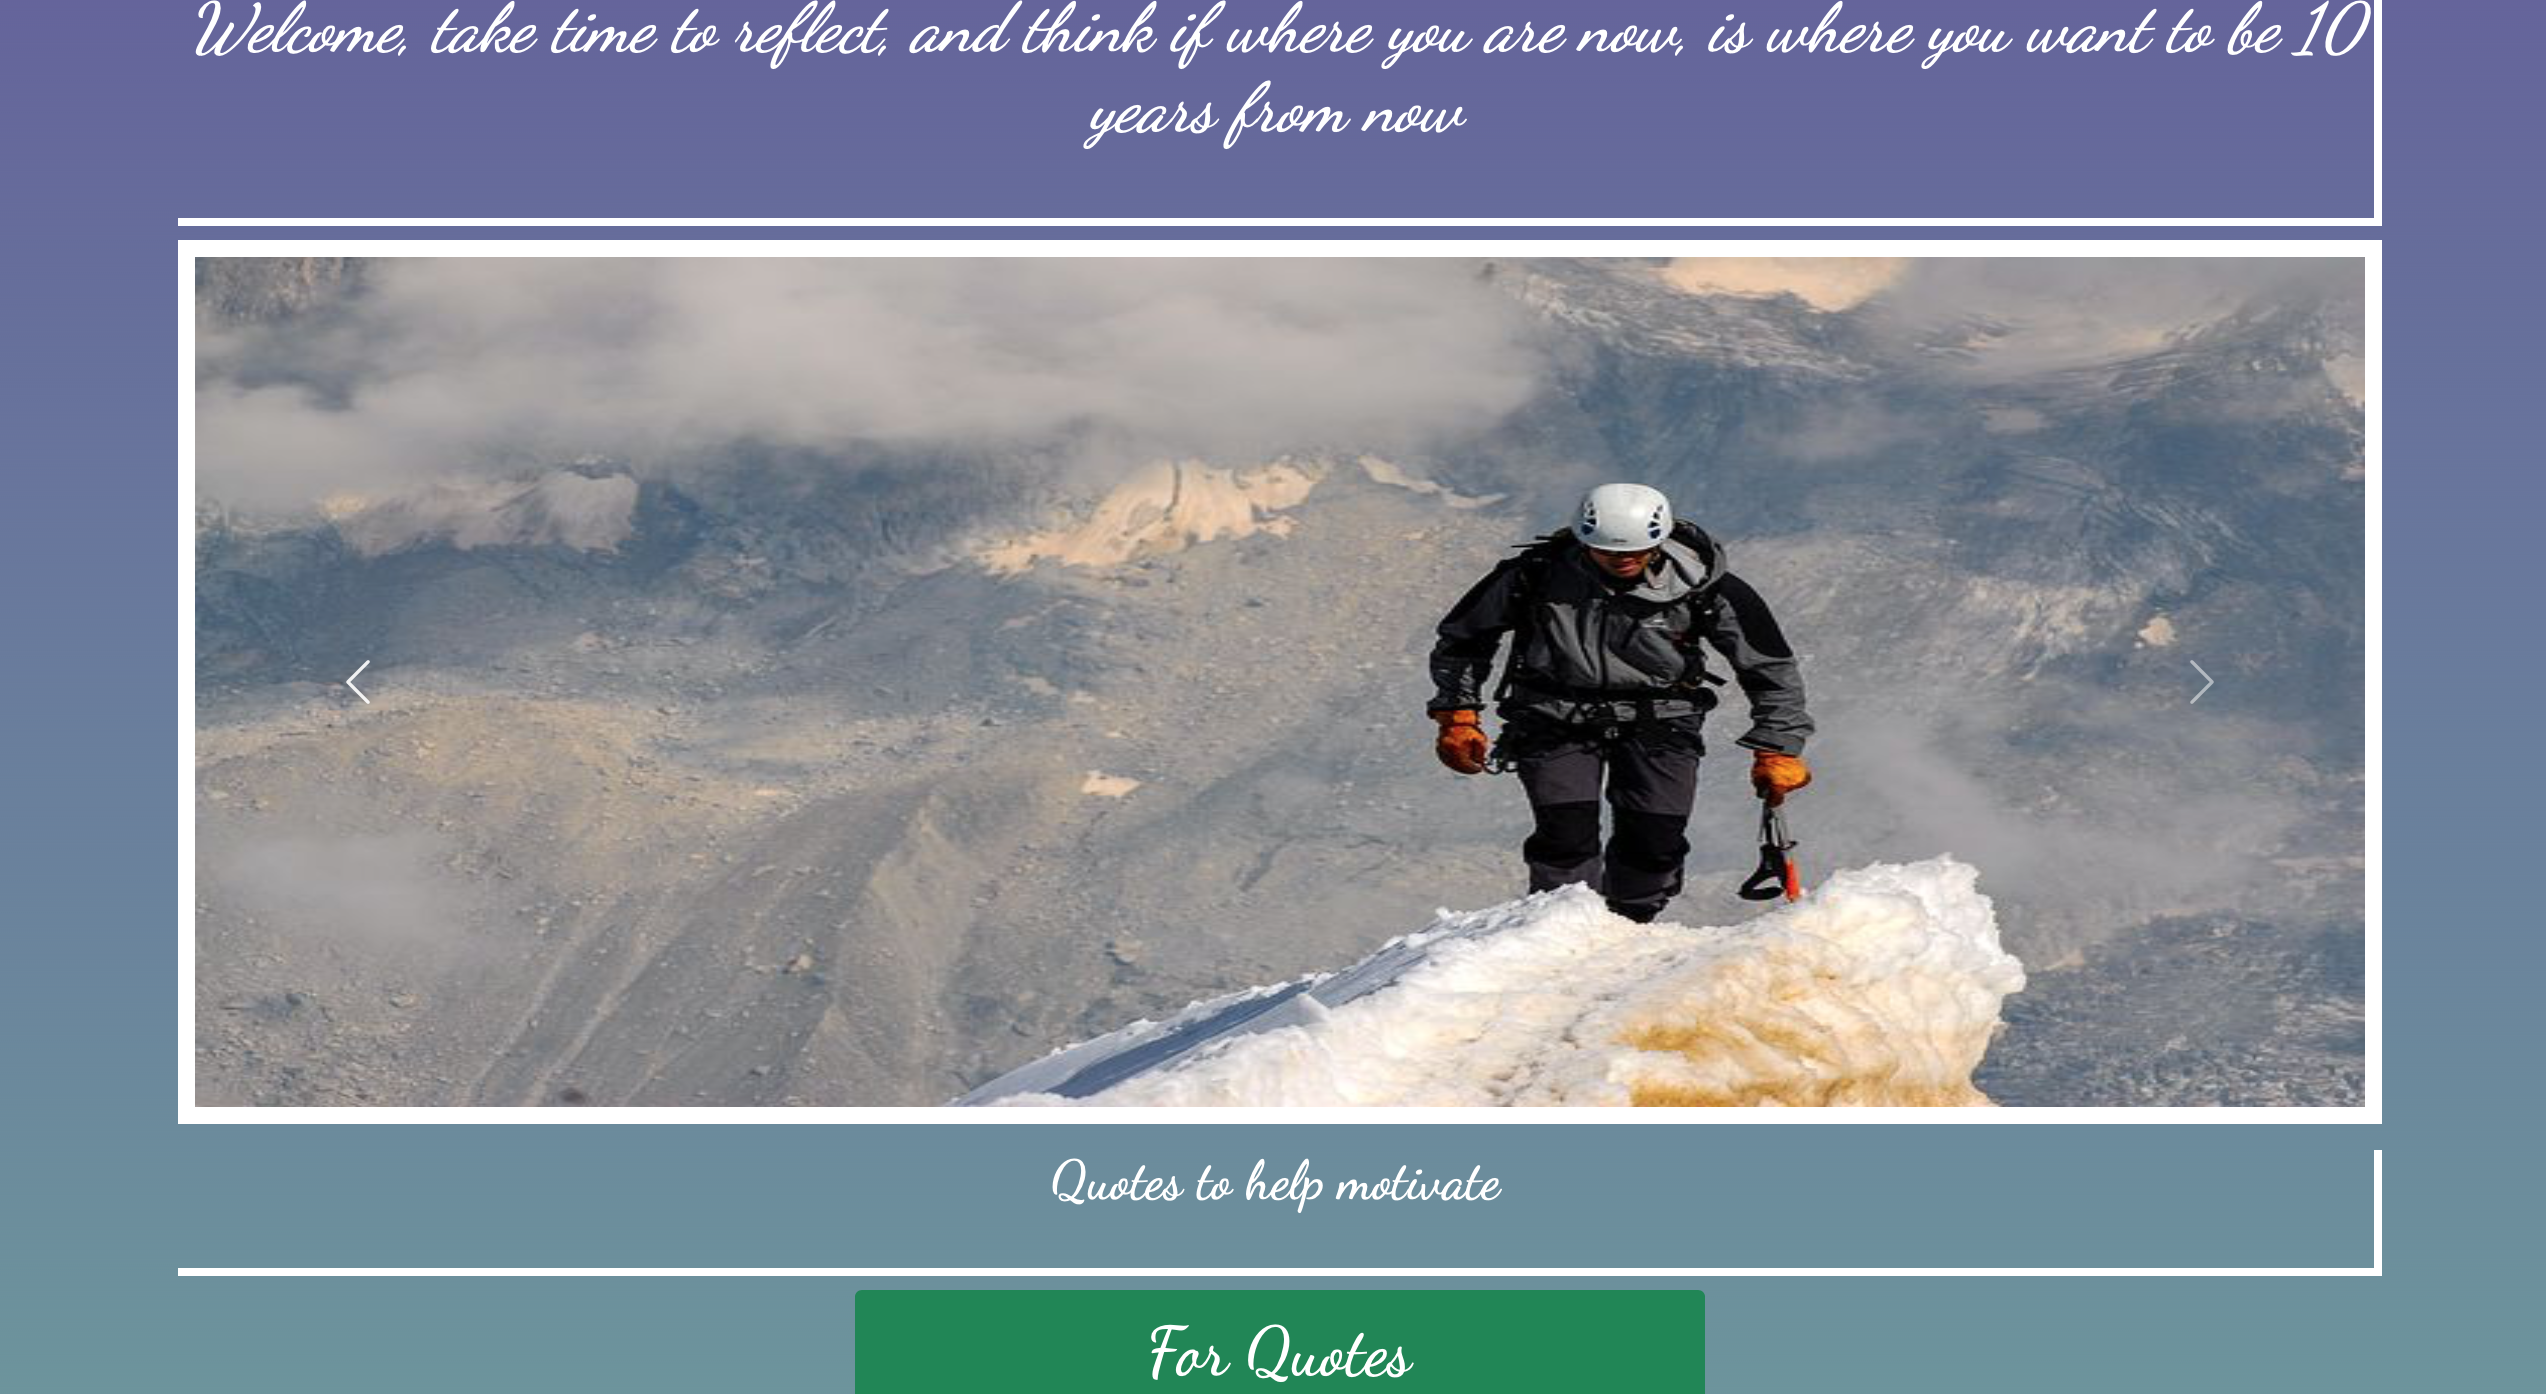 Welcome, take time to reflect, and think if where you are now, is where you want to be 10
years from now
Quotes to help motivate
For Quotes